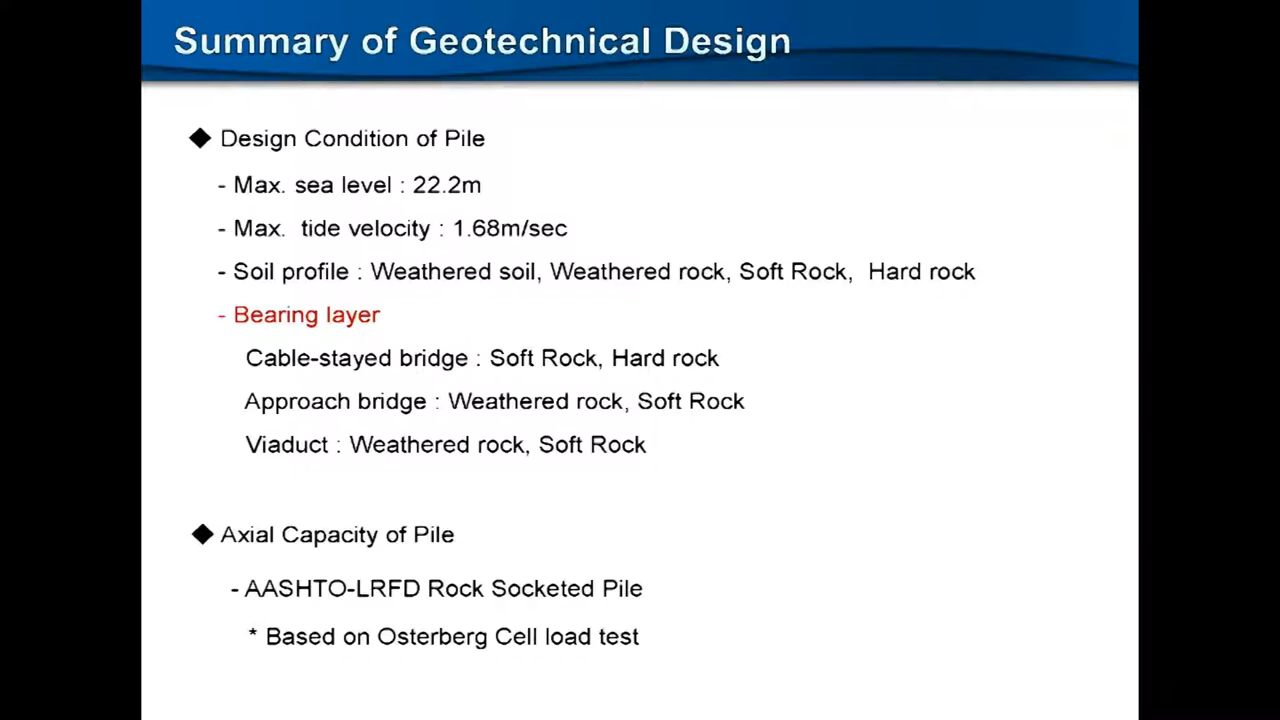 Summary of Geotechnical Design
◆ Design Condition of Pile
- Max. sea level : 22.2m
- Max. tide velocity : 1.68m/sec
- Soil profile : Weathered soil, Weathered rock, Soft Rock, Hard rock
- Bearing layer
Cable-stayed bridge : Soft Rock, Hard rock
Approach bridge : Weathered rock, Soft Rock
Viaduct : Weathered rock, Soft Rock
◆ Axial Capacity of Pile
- AASHTO-LRFD Rock Socketed Pile
* Based on Osterberg Cell load test